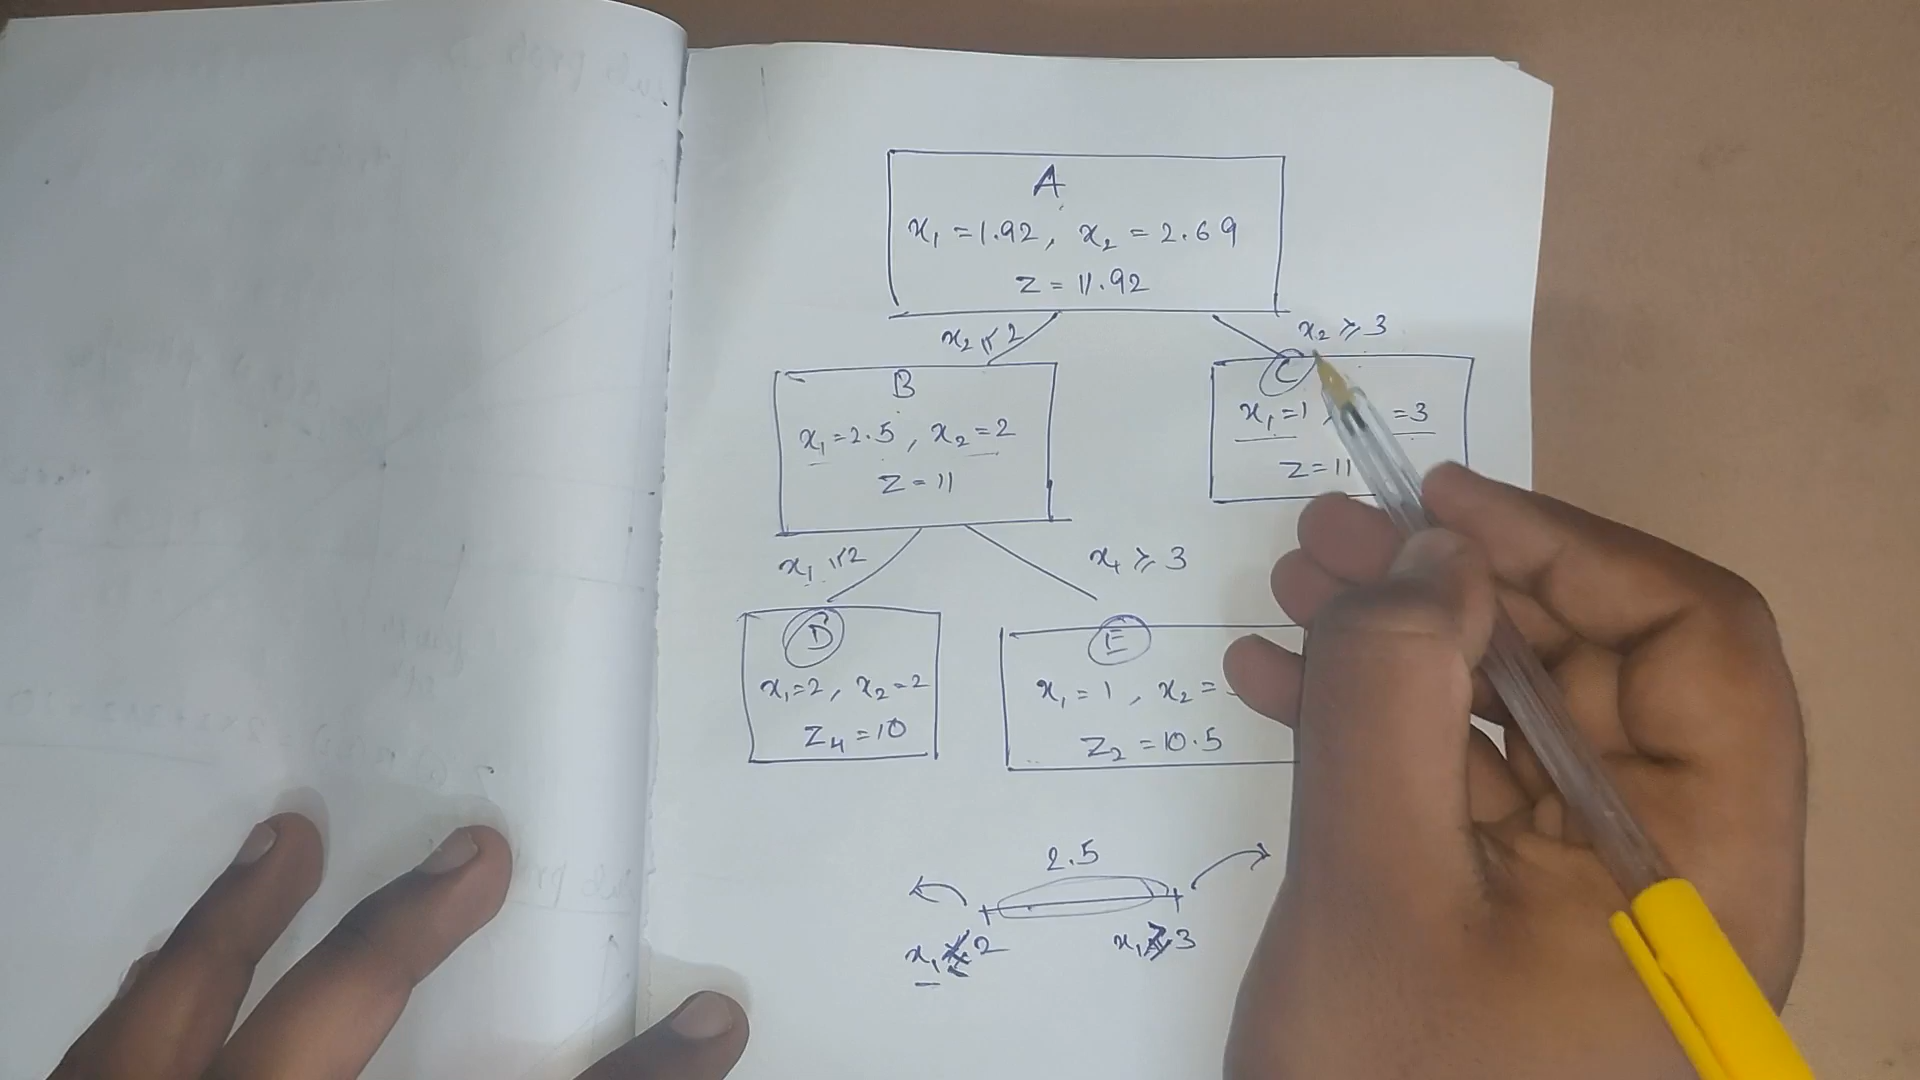 A
x₁ = 1.92, x₂ = 2.69
Z = 11.92
x₂ ≤ 2
x₂ ≥ 3
B
x₁ = 2.5, x₂ = 2
Z = 11
C
x₁ = 1, = 3
Z = 11
x₁ ≤ 2
x₁ ≥ 3
D
x₁ = 2, x₂ = 2
Z₄ = 10
E
x₁ = 1, x₂ =
Z₂ = 10.5
2.5
x₁ ≤ 2
x₁ ≥ 3